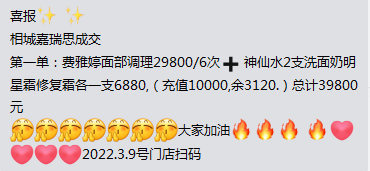 喜报✨ ✨
相城嘉瑞思成交
第一单：费雅婷面部调理29800/6次➕ 神仙水2支洗面奶明
星霜修复霜各一支6880,（充值10000,余3120.）总计39800
元
🤭🤭🤭🤭🤭🤭🤭大家加油🔥 🔥 🔥 🔥❤
❤❤❤2022.3.9号门店扫码